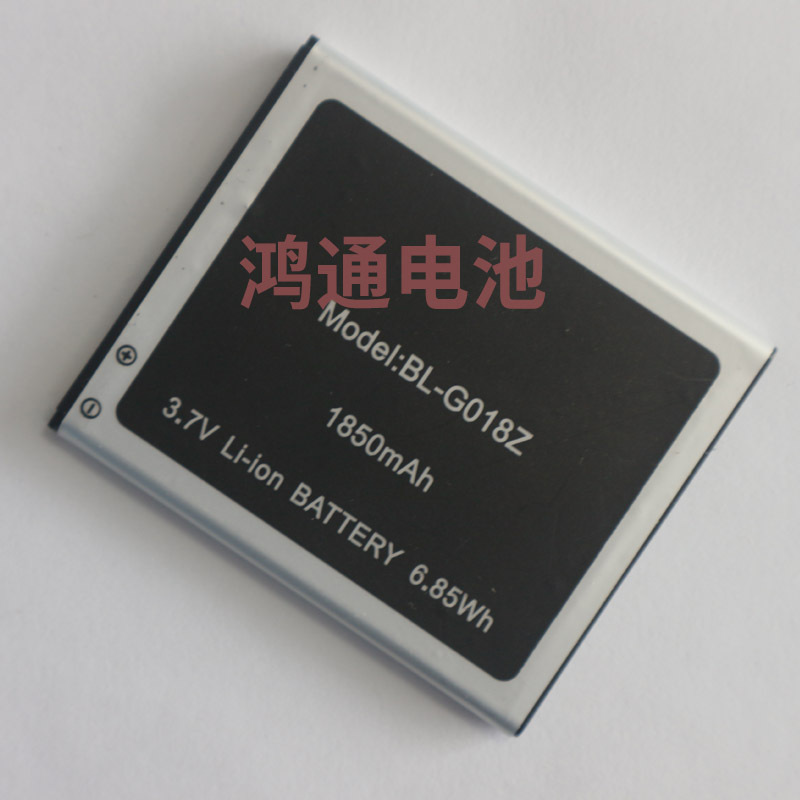 鸿通电池
Model:BL-G018Z
1850mAh
3.7V Li-ion BATTERY 6.85Wh